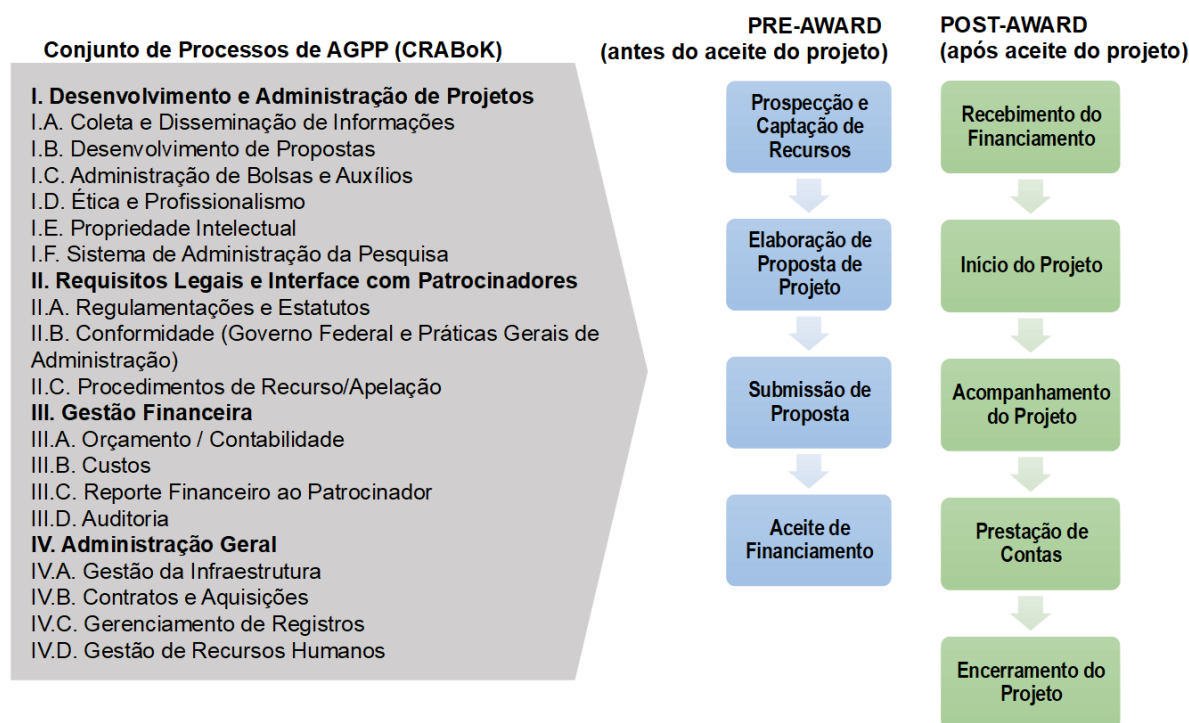 Conjunto de Processos de AGPP (CRABoK)
I. Desenvolvimento e Administração de Projetos
I.A. Coleta e Disseminação de Informações
I.B. Desenvolvimento de Propostas
I.C. Administração de Bolsas e Auxílios
I.D. Ética e Profissionalismo
I.E. Propriedade Intelectual
I.F. Sistema de Administração da Pesquisa
II. Requisitos Legais e Interface com Patrocinadores
II.A. Regulamentações e Estatutos
II.B. Conformidade (Governo Federal e Práticas Gerais de
Administração)
II.C. Procedimentos de Recurso/Apelação
III. Gestão Financeira
III.A. Orçamento / Contabilidade
III.B. Custos
III.C. Reporte Financeiro ao Patrocinador
III.D. Auditoria
IV. Administração Geral
IV.A. Gestão da Infraestrutura
IV.B. Contratos e Aquisições
IV.C. Gerenciamento de Registros
IV.D. Gestão de Recursos Humanos
PRE-AWARD
(antes do aceite do projeto)
Prospecção e
Captação de
Recursos
Elaboração de
Proposta de
Projeto
Submissão de
Proposta
Aceite de
Financiamento
POST-AWARD
(após aceite do projeto)
Recebimento do
Financiamento
Início do Projeto
Acompanhamento
do Projeto
Prestação de
Contas
Encerramento do
Projeto